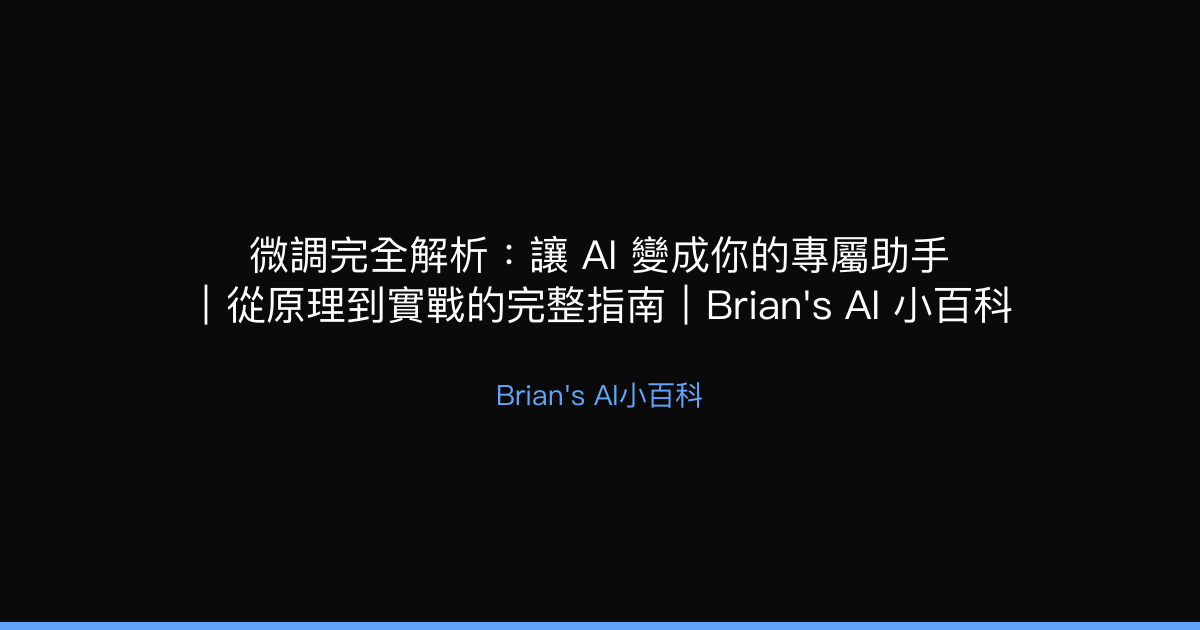 微調完全解析：讓 AI 變成你的專屬助手
｜從原理到實戰的完整指南｜Brian's AI 小百科
Brian's AI小百科